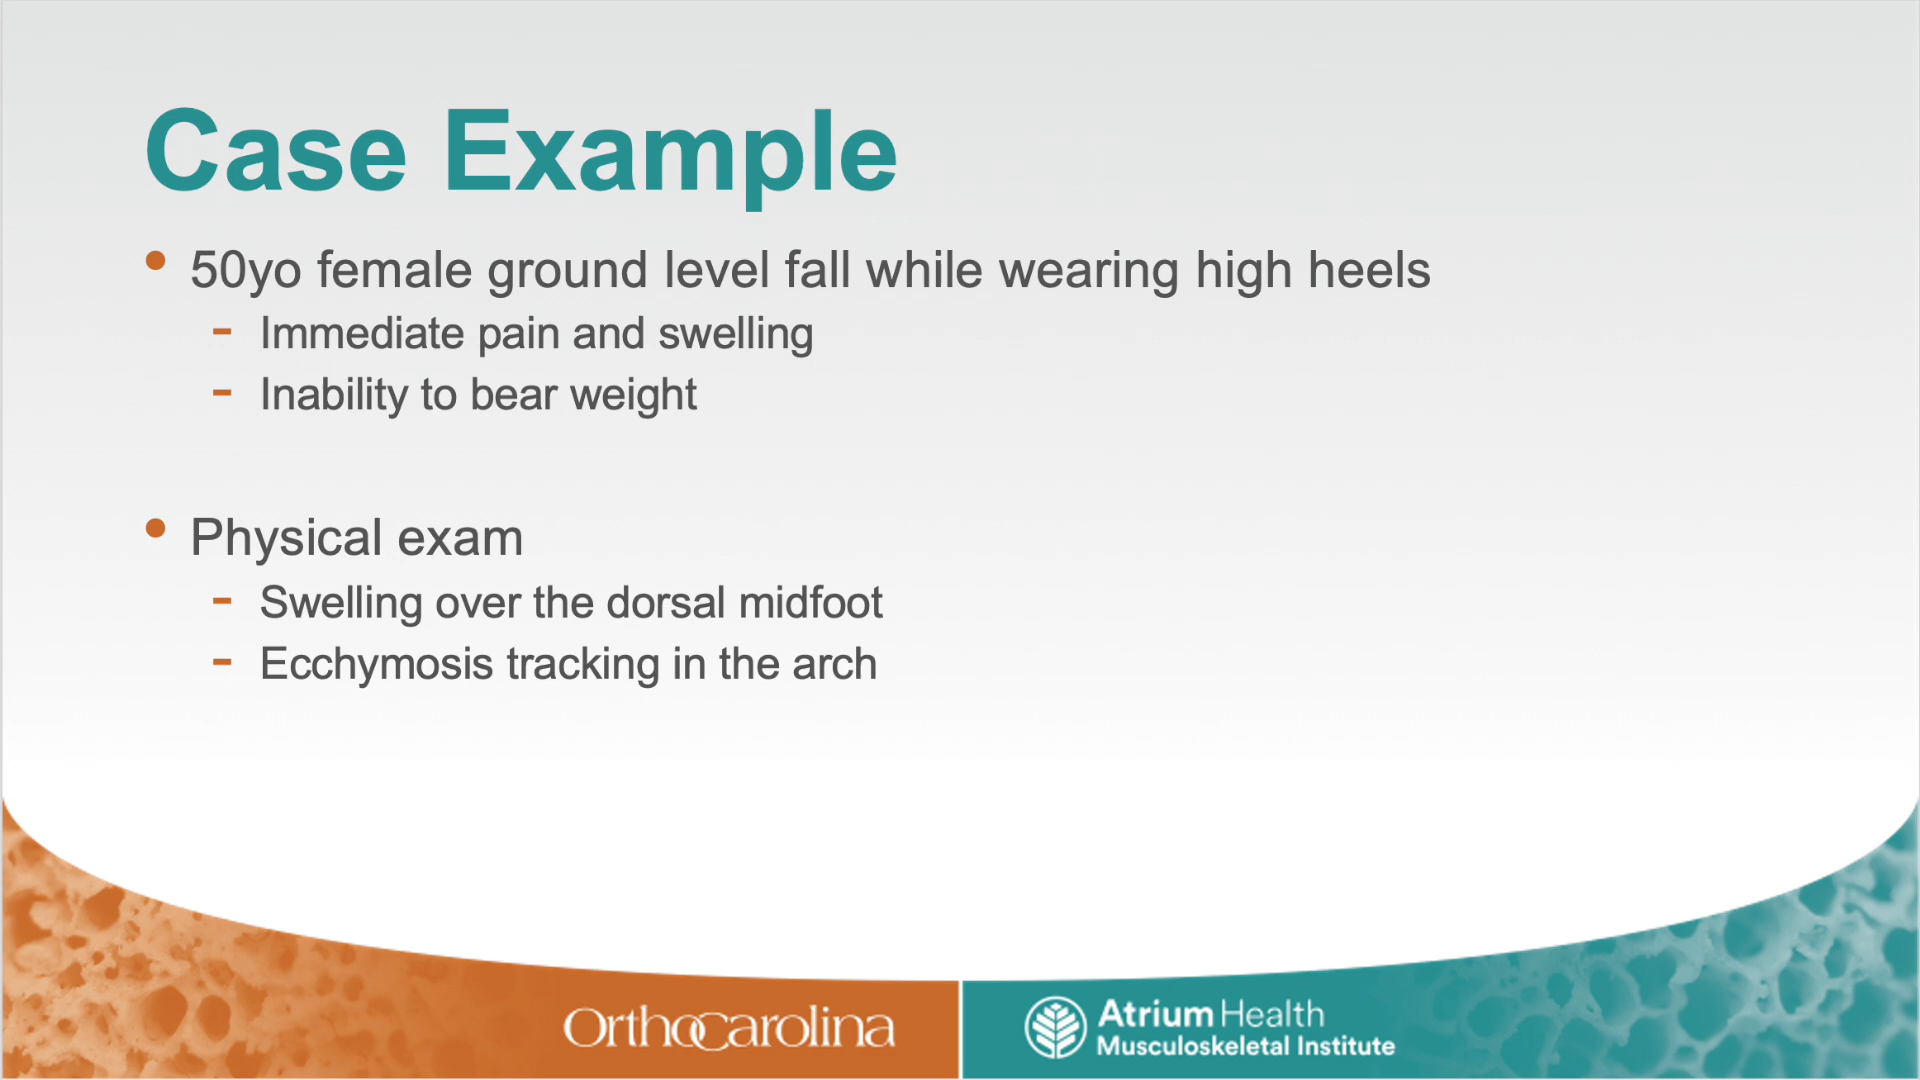 Case Example
• 50yo female ground level fall while wearing high heels
- Immediate pain and swelling
- Inability to bear weight
• Physical exam
- Swelling over the dorsal midfoot
- Ecchymosis tracking in the arch
OrthoCarolina
Atrium Health
Musculoskeletal Institute